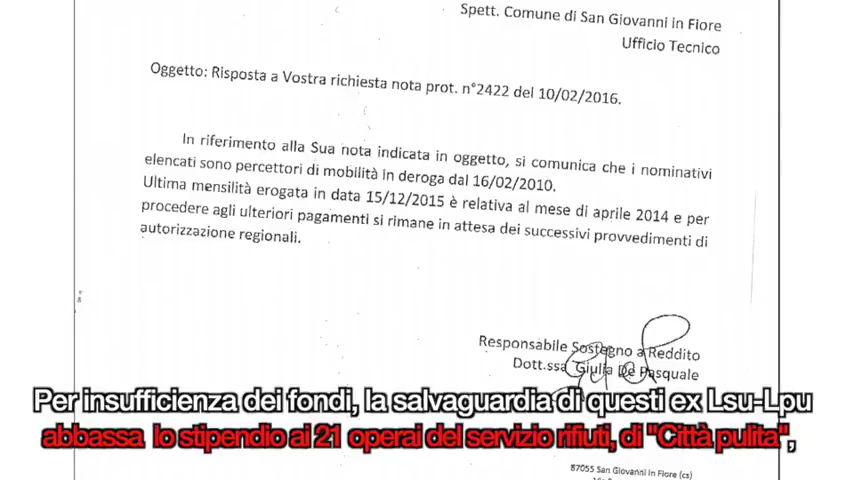 Spett. Comune di San Giovanni in Fiore
Ufficio Tecnico
Oggetto: Risposta a Vostra richiesta nota prot. n°2422 del 10/02/2016.
In riferimento alla Sua nota indicata in oggetto, si comunica che i nominativi
elencati sono percettori di mobilità in deroga dal 16/02/2010.
Ultima mensilità erogata in data 15/12/2015 è relativa al mese di aprile 2014 e per
procedere agli ulteriori pagamenti si rimane in attesa dei successivi provvedimenti di
autorizzazione regionali.
Responsabile Sostegno a Reddito
Dott.ssa Giulia De Pasquale
Per insufficienza dei fondi, la salvaguardia di questi ex Lsu-Lpu
abbassa lo stipendio ai 21 operai del servizio rifiuti, di "Città pulita",
87055 San Giovanni in Fiore (cs)